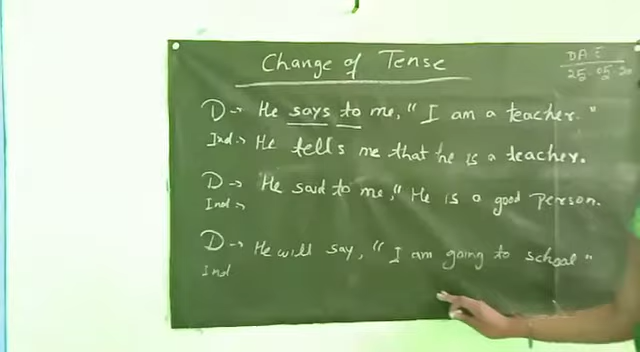 Change of Tense
DATE
25.05.20
D → He says to me, "I am a teacher."
Ind. → He tells me that he is a teacher.
D → He said to me, "He is a good person.
Ind →
D → He will say, "I am going to school"
Ind